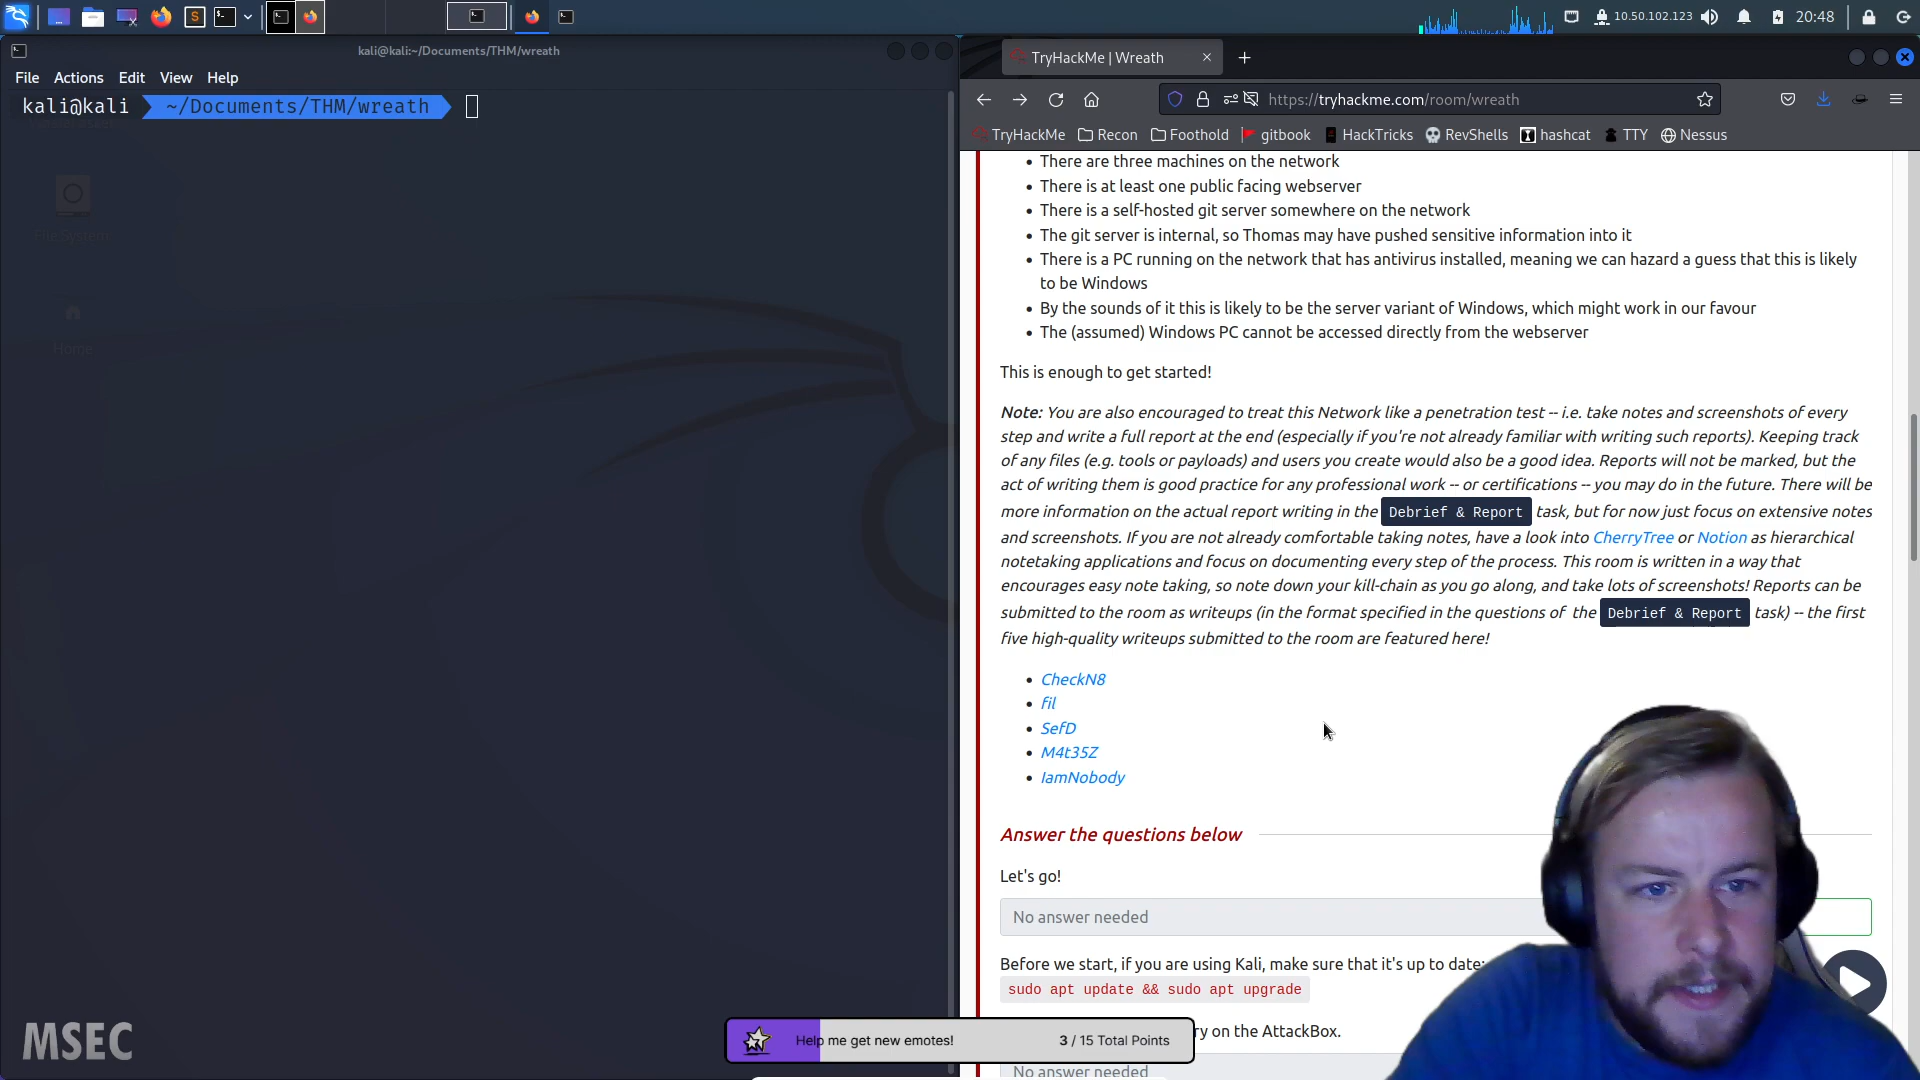 10.50.102.123
20:48
kali@kali:~/Documents/THM/wreath
File Actions Edit View Help
kali@kali ~/Documents/THM/wreath
File System
Home
MSEC
TryHackMe | Wreath
https://tryhackme.com/room/wreath
TryHackMe Recon Foothold gitbook HackTricks RevShells hashcat TTY Nessus
• There are three machines on the network
• There is at least one public facing webserver
• There is a self-hosted git server somewhere on the network
• The git server is internal, so Thomas may have pushed sensitive information into it
• There is a PC running on the network that has antivirus installed, meaning we can hazard a guess that this is likely
to be Windows
• By the sounds of it this is likely to be the server variant of Windows, which might work in our favour
• The (assumed) Windows PC cannot be accessed directly from the webserver
This is enough to get started!
Note: You are also encouraged to treat this Network like a penetration test -- i.e. take notes and screenshots of every
step and write a full report at the end (especially if you're not already familiar with writing such reports). Keeping track
of any files (e.g. tools or payloads) and users you create would also be a good idea. Reports will not be marked, but the
act of writing them is good practice for any professional work -- or certifications -- you may do in the future. There will be
more information on the actual report writing in the Debrief & Report task, but for now just focus on extensive notes
and screenshots. If you are not already comfortable taking notes, have a look into CherryTree or Notion as hierarchical
notetaking applications and focus on documenting every step of the process. This room is written in a way that
encourages easy note taking, so note down your kill-chain as you go along, and take lots of screenshots! Reports can be
submitted to the room as writeups (in the format specified in the questions of the Debrief & Report task) -- the first
five high-quality writeups submitted to the room are featured here!
• CheckN8
• fil
• SefD
• M4t35Z
• IamNobody
Answer the questions below
Let's go!
No answer needed
Before we start, if you are using Kali, make sure that it's up to date:
sudo apt update && sudo apt upgrade
ry on the AttackBox.
No answer needed
Help me get new emotes! 3 / 15 Total Points